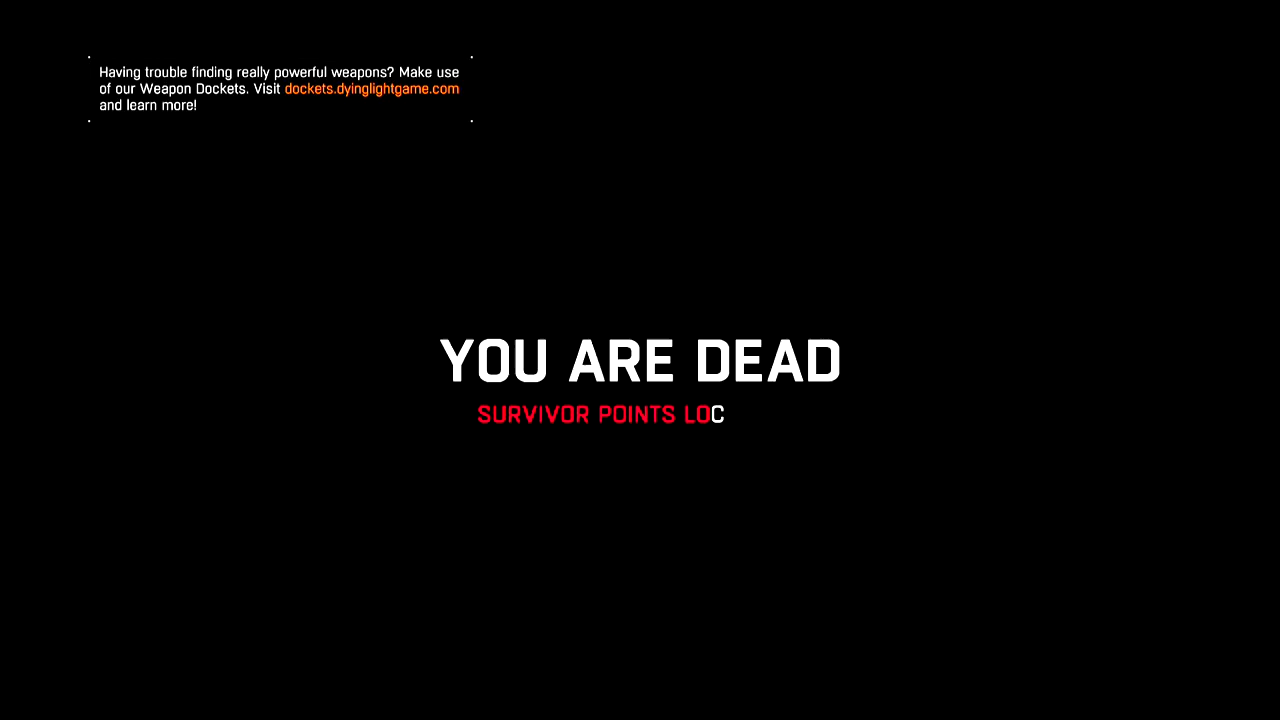 Having trouble finding really powerful weapons? Make use
of our Weapon Dockets. Visit dockets.dyinglightgame.com
and learn more!
YOU ARE DEAD
SURVIVOR POINTS LOC